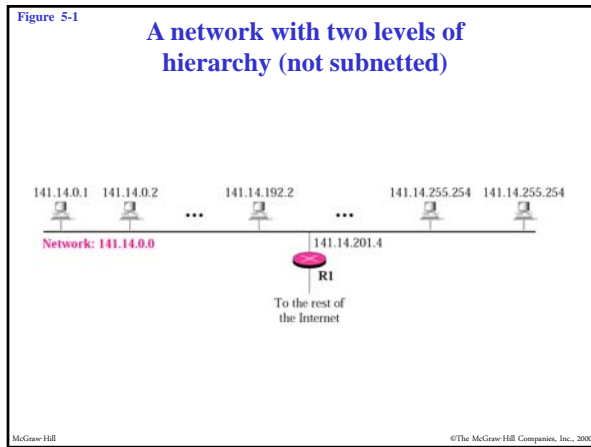 Figure 5-1
A network with two levels of
hierarchy (not subnetted)
141.14.0.1 141.14.0.2 141.14.192.2 141.14.255.254 141.14.255.254
... ...
Network: 141.14.0.0
141.14.201.4
R1
To the rest of
the Internet
McGraw-Hill ©The McGraw-Hill Companies, Inc., 2000